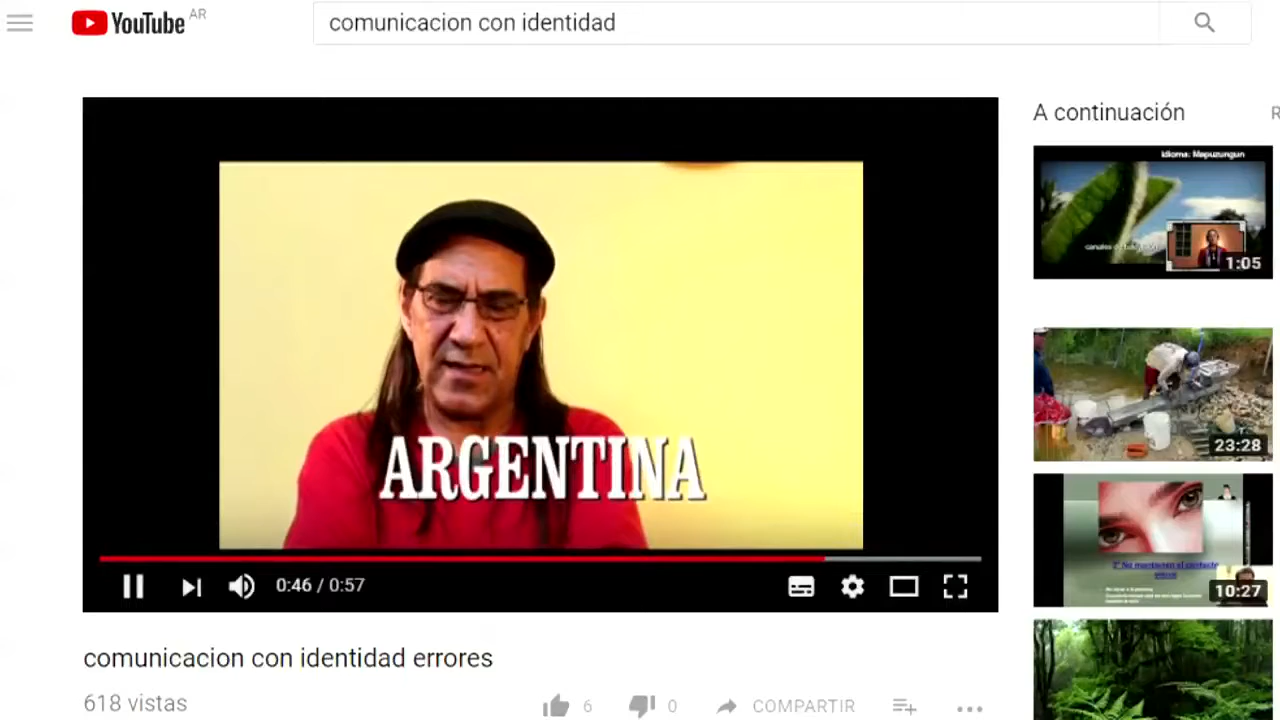 YouTube AR
comunicacion con identidad
A continuación
Idioma: Mapuzungun
1:05
ARGENTINA
23:28
0:46 / 0:57
10:27
comunicacion con identidad errores
618 vistas
6
0
COMPARTIR